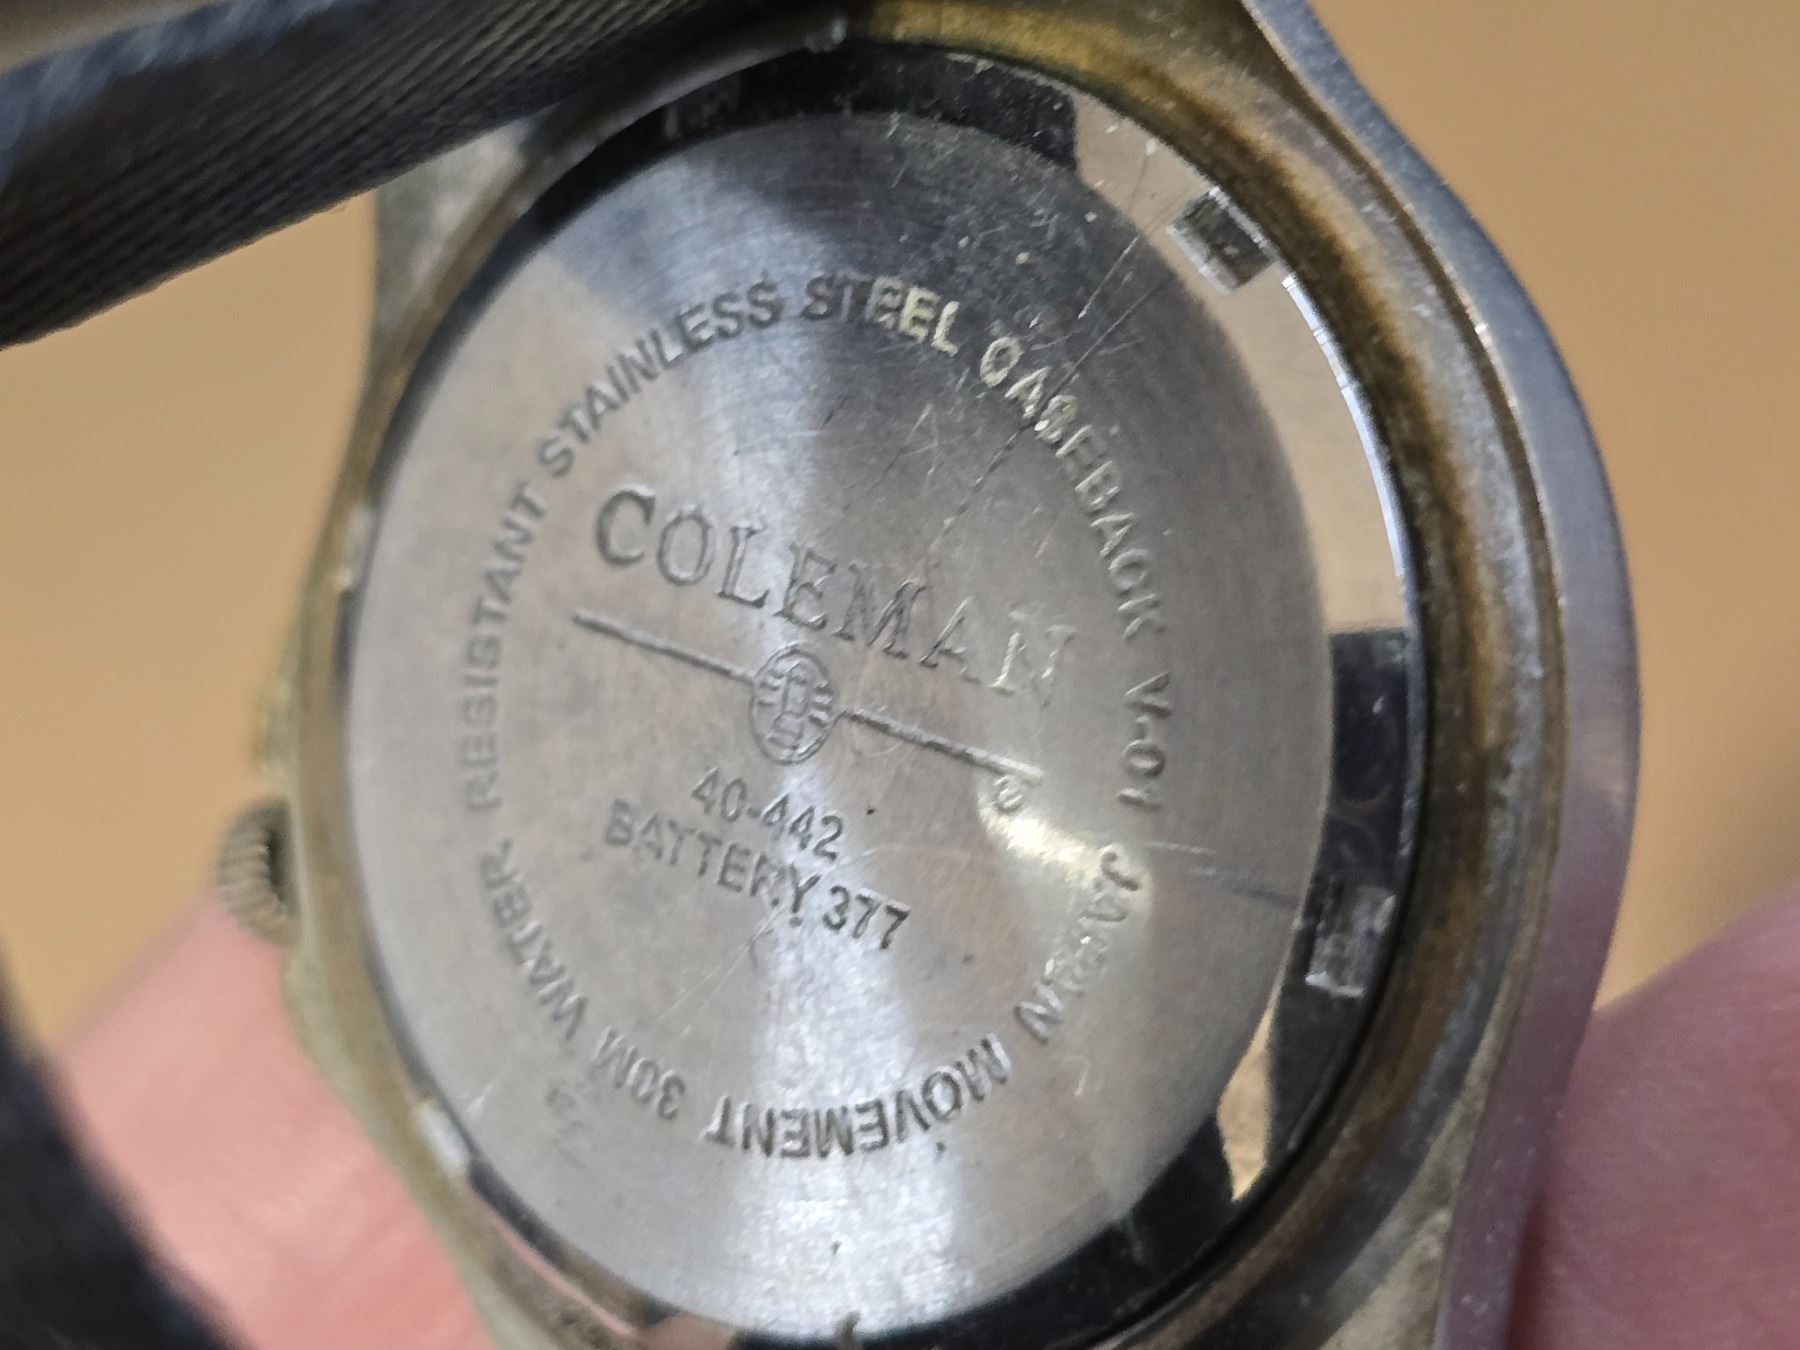 WATER RESISTANT STAINLESS STEEL CASEBACK V-01 JAPAN MOVEMENT 30M
COLEMAN
40-442
BATTERY 377